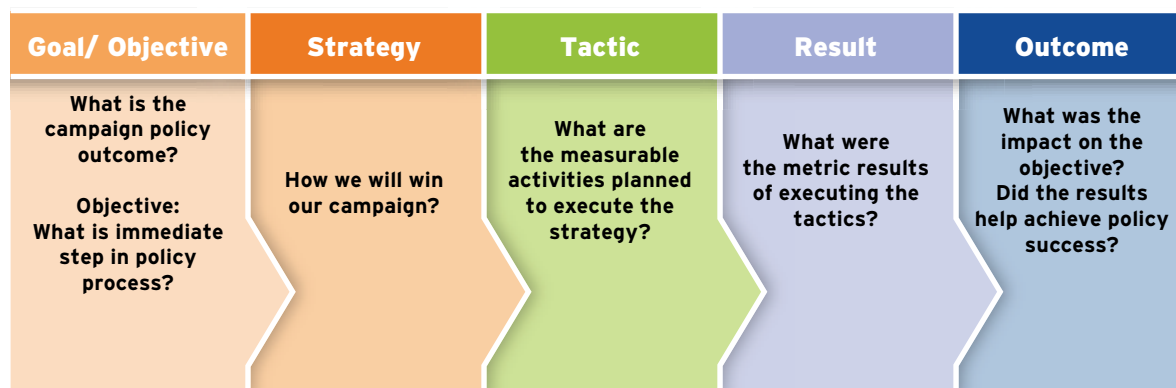 Goal/ Objective
What is the
campaign policy
outcome?
Objective:
What is immediate
step in policy
process?
Strategy
How we will win
our campaign?
Tactic
What are
the measurable
activities planned
to execute the
strategy?
Result
What were
the metric results
of executing the
tactics?
Outcome
What was the
impact on the
objective?
Did the results
help achieve policy
success?